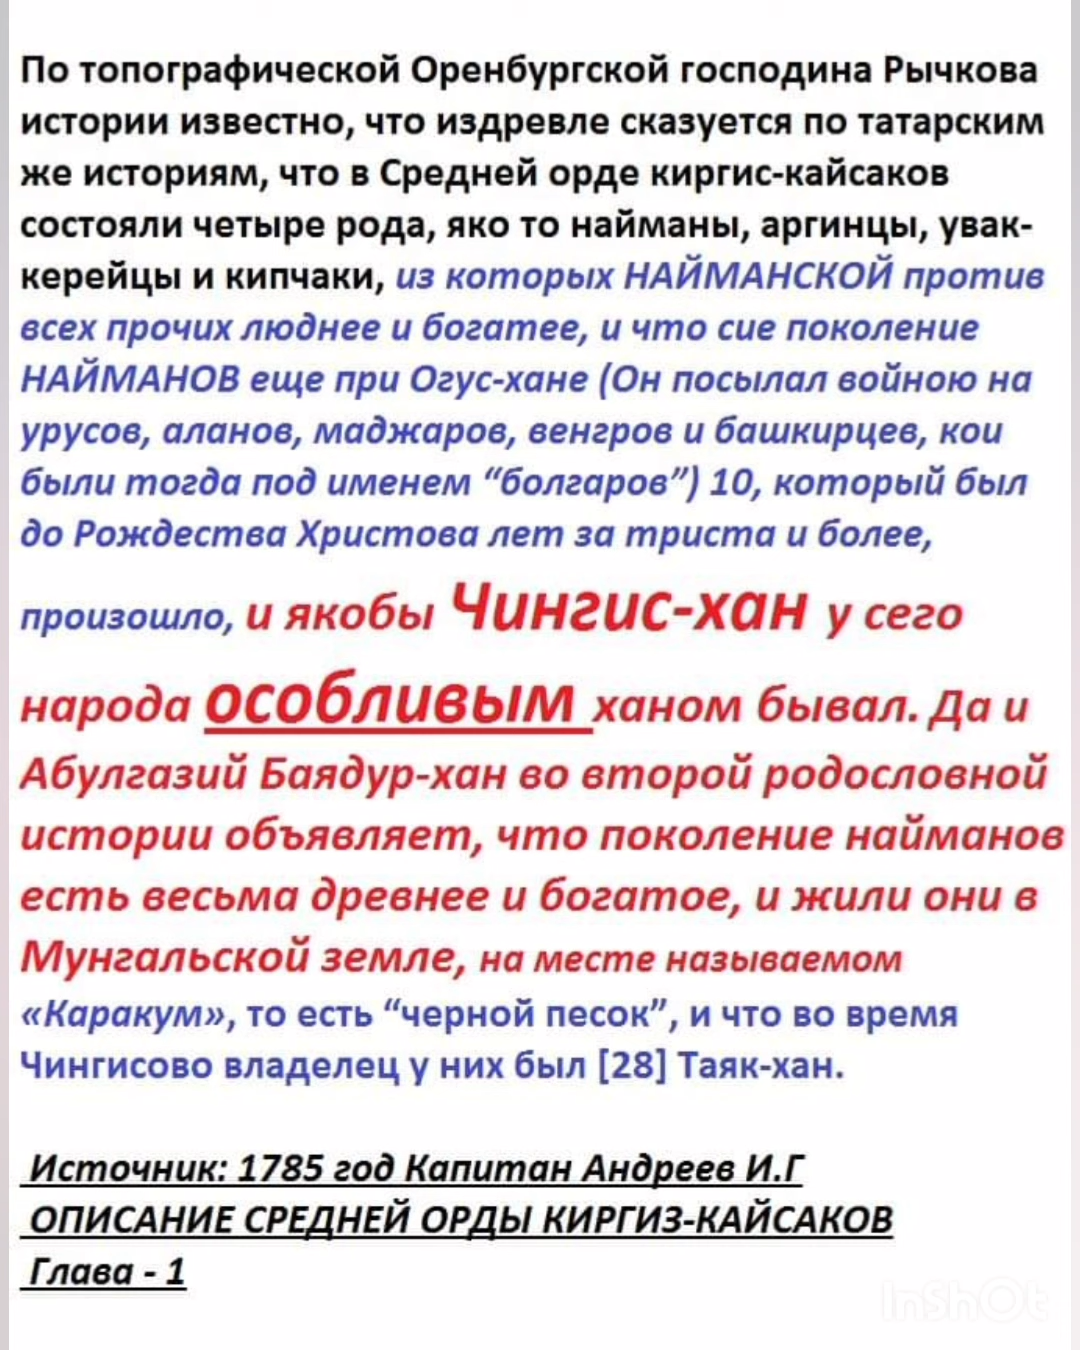 По топографической Оренбургской господина Рычкова
истории известно, что издревле сказуется по татарским
же историям, что в Средней орде киргис-кайсаков
состояли четыре рода, яко то найманы, аргинцы, увак-
керейцы и кипчаки, из которых НАЙМАНСКОЙ против
всех прочих люднее и богатее, и что сие поколение
НАЙМАНОВ еще при Огус-хане (Он посылал войною на
урусов, аланов, маджаров, венгров и башкирцев, кои
были тогда под именем “болгаров”) 10, который был
до Рождества Христова лет за триста и более,
произошло, и якобы Чингис-хан у сего
народа особливым ханом бывал. Да и
Абулгазий Баядур-хан во второй родословной
истории объявляет, что поколение найманов
есть весьма древнее и богатое, и жили они в
Мунгальской земле, на месте называемом
«Каракум», то есть “черной песок”, и что во время
Чингисово владелец у них был [28] Таяк-хан.
Источник: 1785 год Капитан Андреев И.Г
ОПИСАНИЕ СРЕДНЕЙ ОРДЫ КИРГИЗ-КАЙСАКОВ
Глава - 1
InShOt